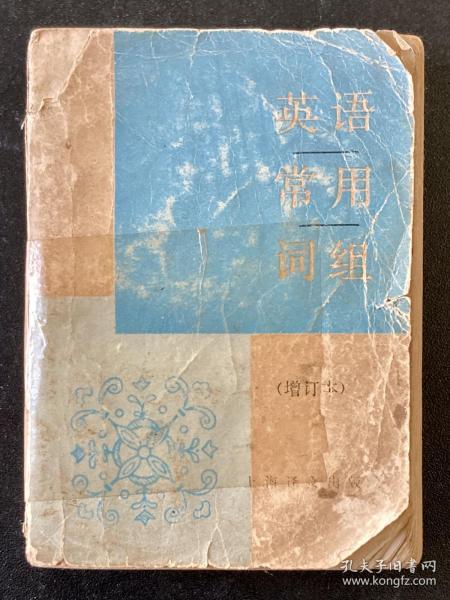 英语
常用
词组
(增订本)
上海译文出版
孔夫子旧书网
www.kongfz.com